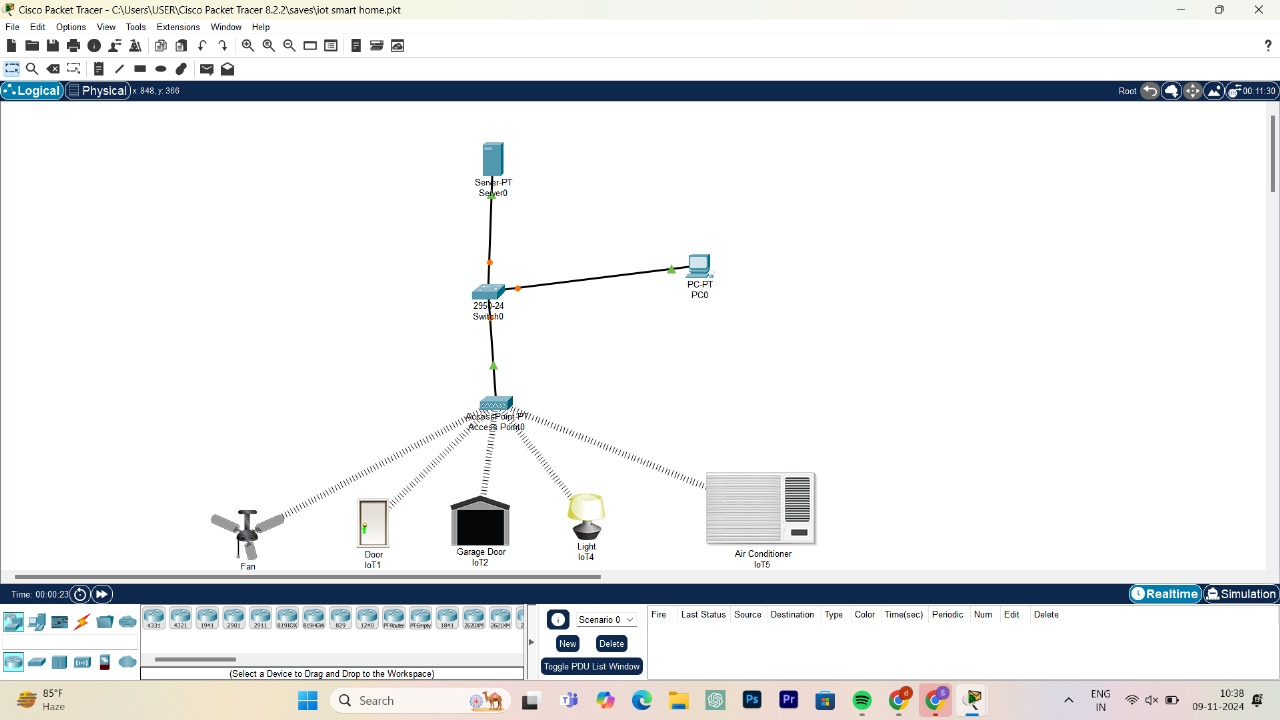 Cisco Packet Tracer - C:\Users\USER\Cisco Packet Tracer 8.2.2\saves\iot smart home.pkt
File Edit Options View Tools Extensions Window Help
Logical Physical x: 848, y: 366 Root 00:11:30
Server-PT
Server0
PC-PT
PC0
2950-24
Switch0
AccessPoint-PT
Access Point0
Fan
Door
IoT1
Garage Door
IoT2
Light
IoT4
Air Conditioner
IoT5
Time: 00:00:23 Realtime Simulation
4331 4321 1941 2901 2911 819IOX 819HGW 829 1240 PT-Router PT-Empty 1841 2620XM 2621XM 2
(Select a Device to Drag and Drop to the Workspace)
Scenario 0
New Delete
Toggle PDU List Window
Fire Last Status Source Destination Type Color Time(sec) Periodic Num Edit Delete
85°F
Haze
Search
ENG
IN
10:38
09-11-2024